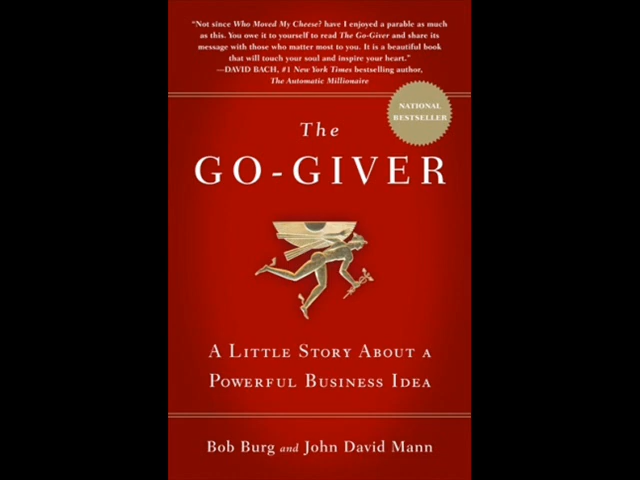 "Not since Who Moved My Cheese? have I enjoyed a parable as much
as this. You owe it to yourself to read The Go-Giver and share its
message with those who matter most to you. It is a beautiful book
that will touch your soul and inspire your heart."
—DAVID BACH, #1 New York Times bestselling author,
The Automatic Millionaire
NATIONAL
BESTSELLER
The
GO-GIVER
A Little Story About a
Powerful Business Idea
Bob Burg and John David Mann